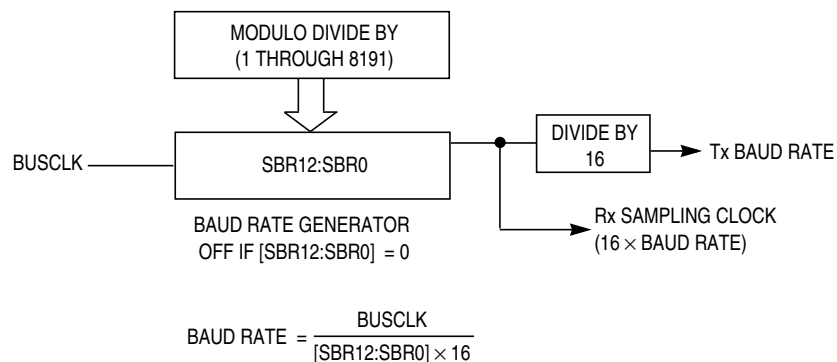 MODULO DIVIDE BY
(1 THROUGH 8191)
BUSCLK
SBR12:SBR0
DIVIDE BY
16
Tx BAUD RATE
Rx SAMPLING CLOCK
(16 × BAUD RATE)
BAUD RATE GENERATOR
OFF IF [SBR12:SBR0] = 0
BAUD RATE = BUSCLK
[SBR12:SBR0] × 16